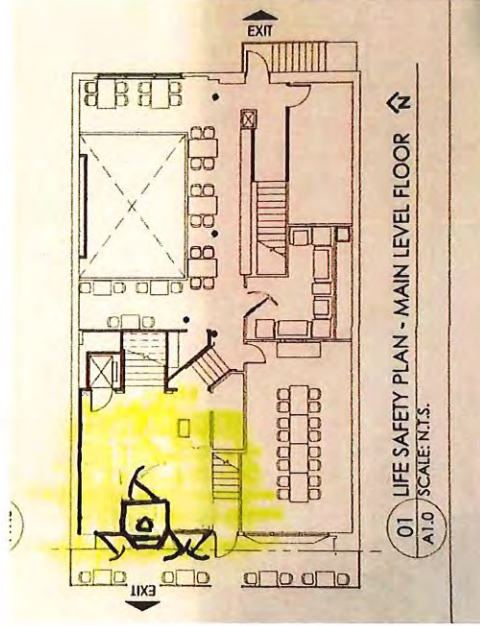 EXIT
EXIT
01 LIFE SAFETY PLAN - MAIN LEVEL FLOOR N
A1.0 SCALE: N.T.S.